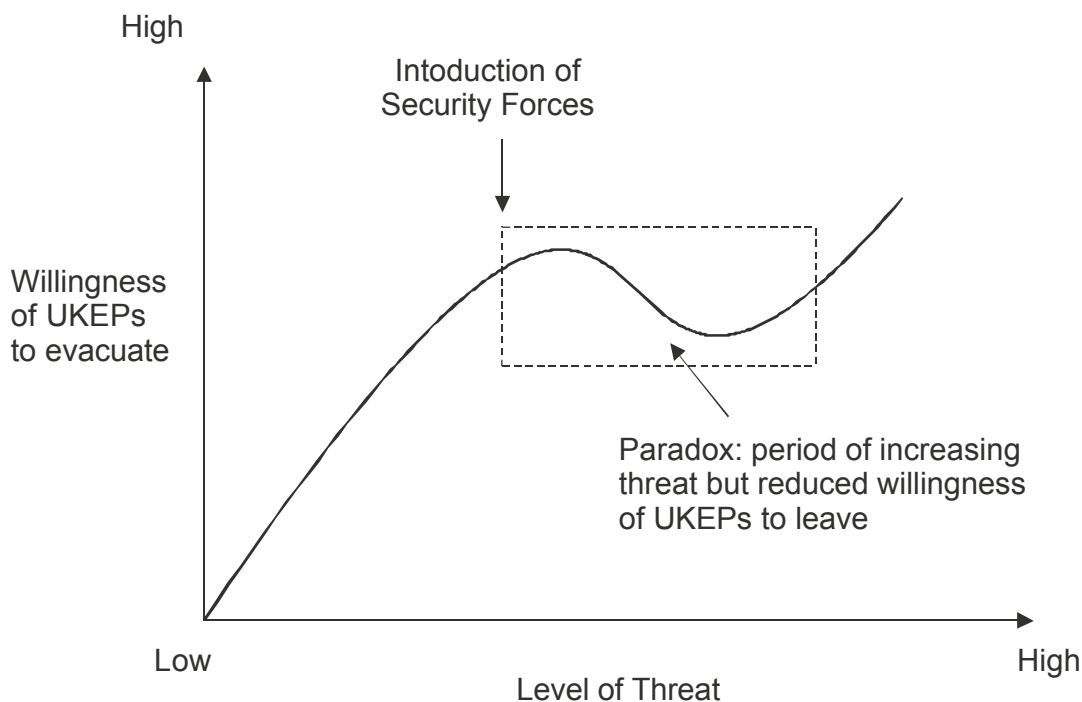 High
Intoduction of
Security Forces
Willingness
of UKEPs
to evacuate
Paradox: period of increasing
threat but reduced willingness
of UKEPs to leave
Low
High
Level of Threat